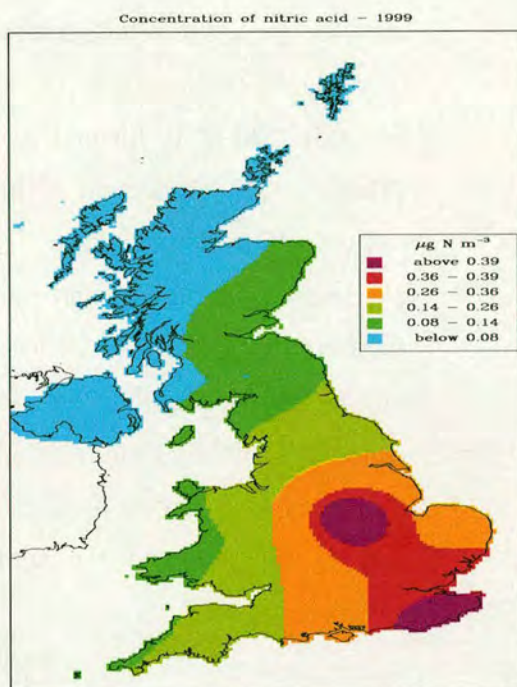 Concentration of nitric acid – 1999
μg N m⁻³
above 0.39
0.36 – 0.39
0.26 – 0.36
0.14 – 0.26
0.08 – 0.14
below 0.08